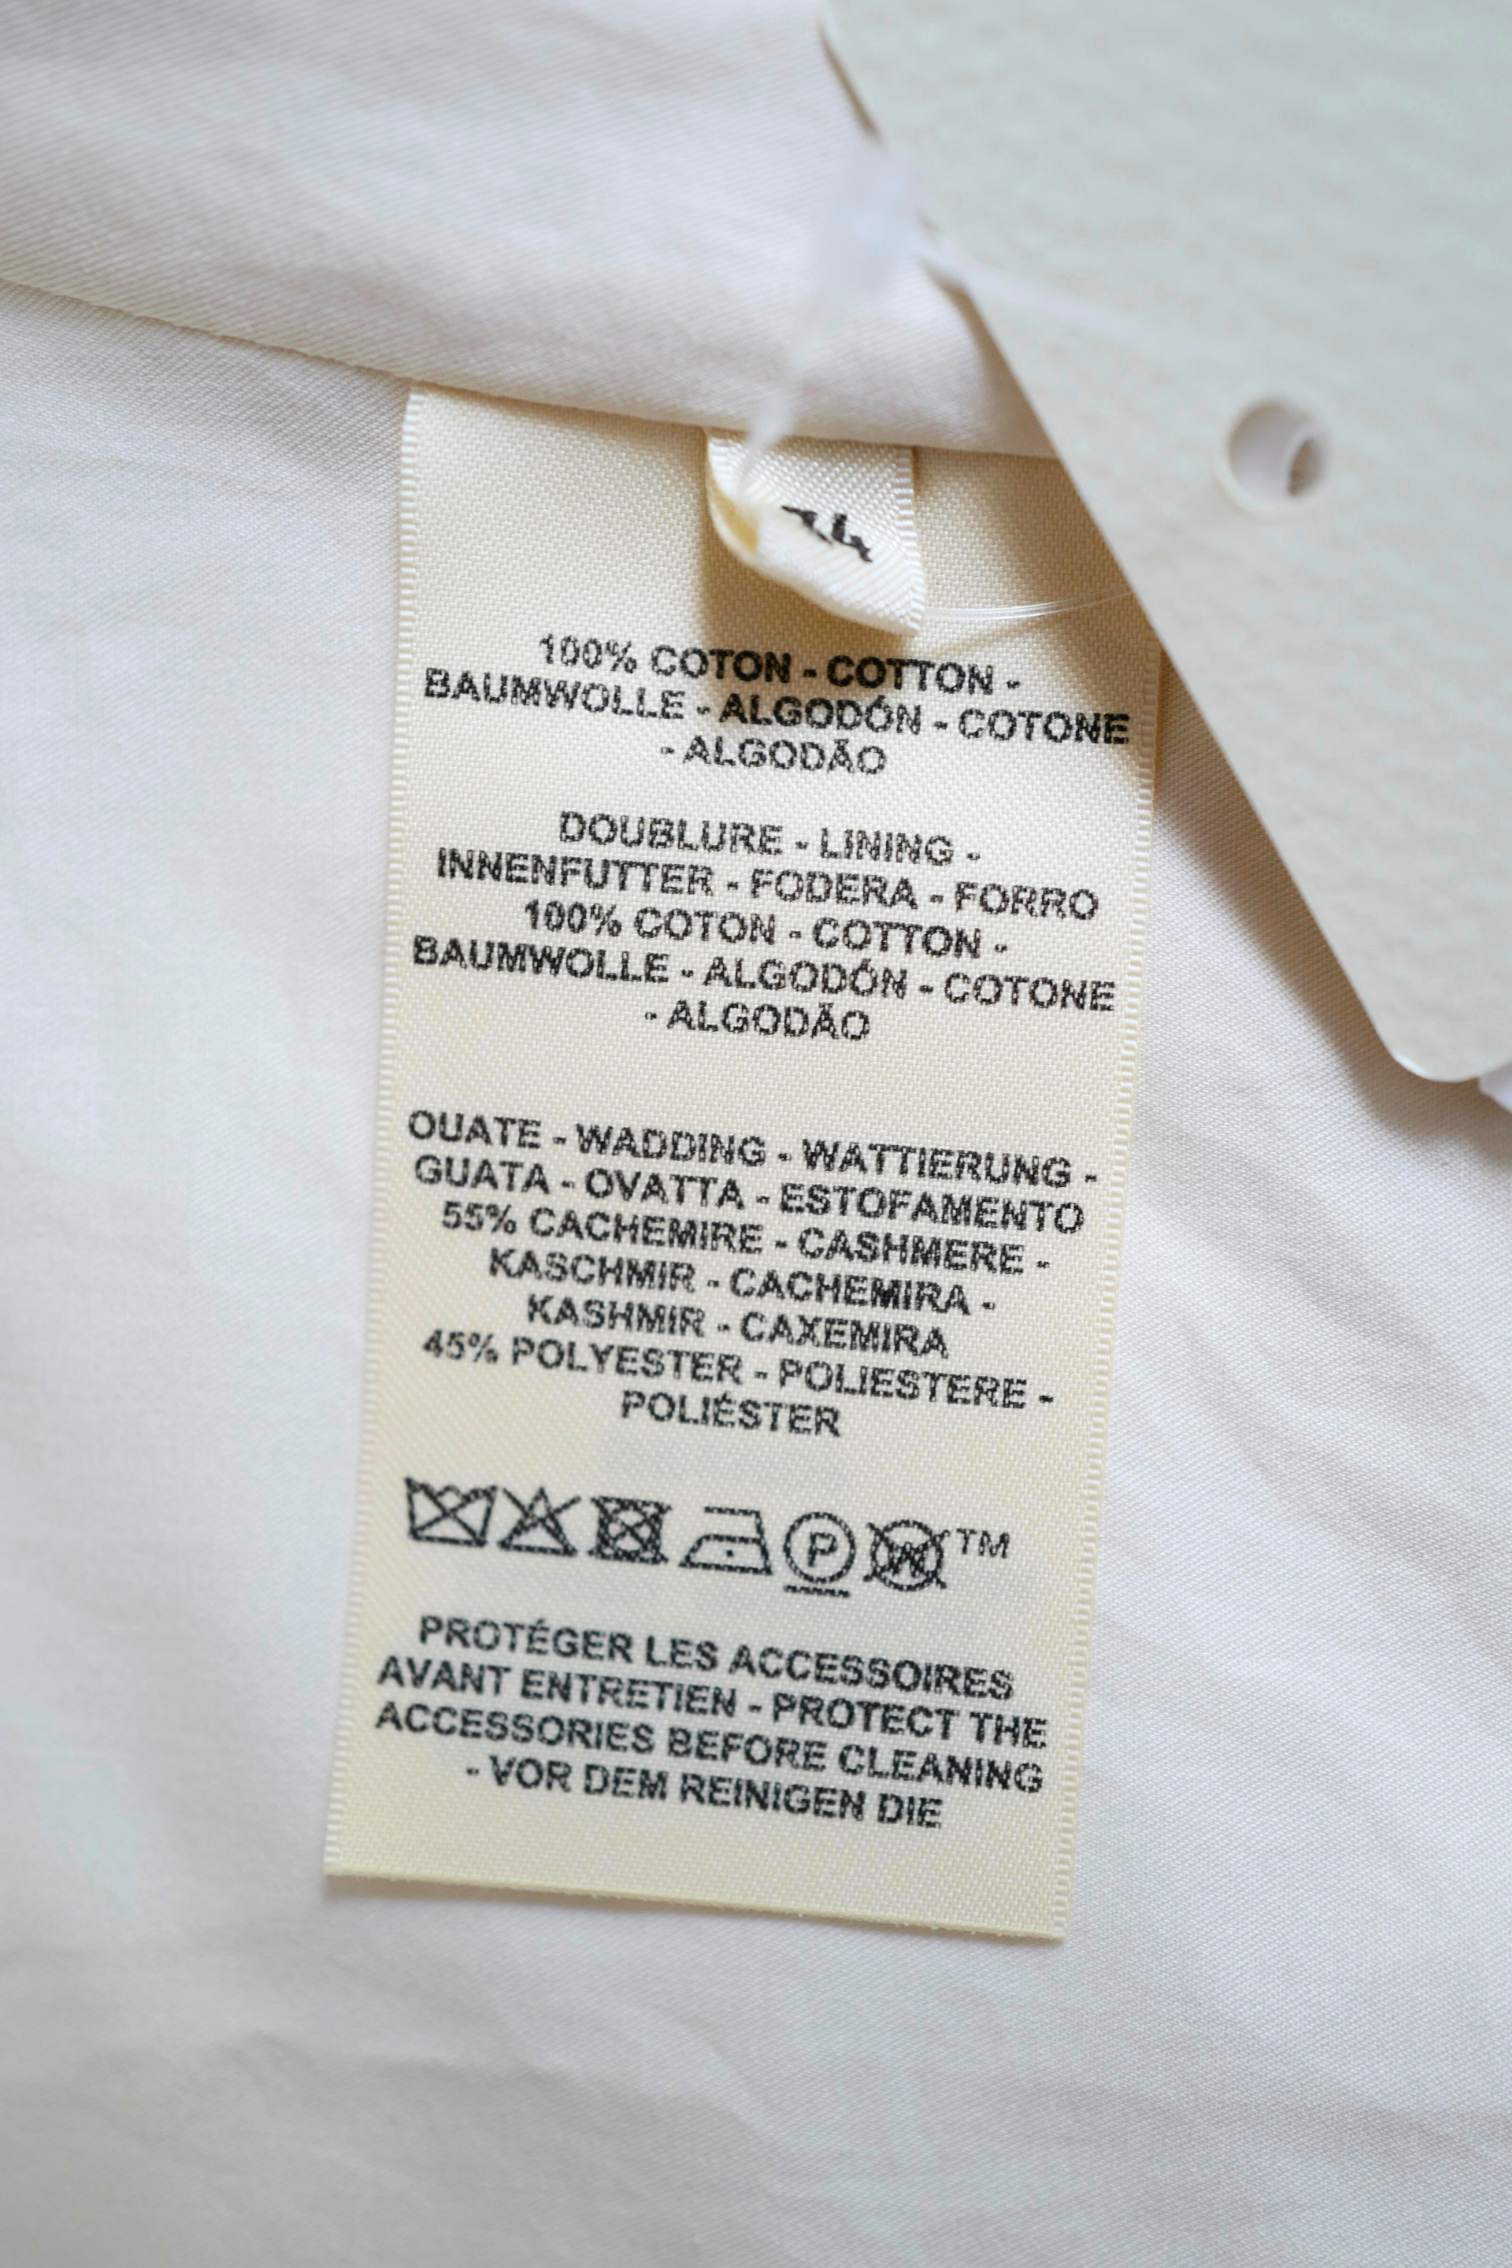 14
100% COTON - COTTON -
BAUMWOLLE - ALGODÓN - COTONE
- ALGODÃO
DOUBLURE - LINING -
INNENFUTTER - FODERA - FORRO
100% COTON - COTTON -
BAUMWOLLE - ALGODÓN - COTONE
- ALGODÃO
OUATE - WADDING - WATTIERUNG -
GUATA - OVATTA - ESTOFAMENTO
55% CACHEMIRE - CASHMERE -
KASCHMIR - CACHEMIRA -
KASHMIR - CAXEMIRA
45% POLYESTER - POLIESTERE -
POLIÉSTER
P W TM
PROTÉGER LES ACCESSOIRES
AVANT ENTRETIEN - PROTECT THE
ACCESSORIES BEFORE CLEANING
- VOR DEM REINIGEN DIE